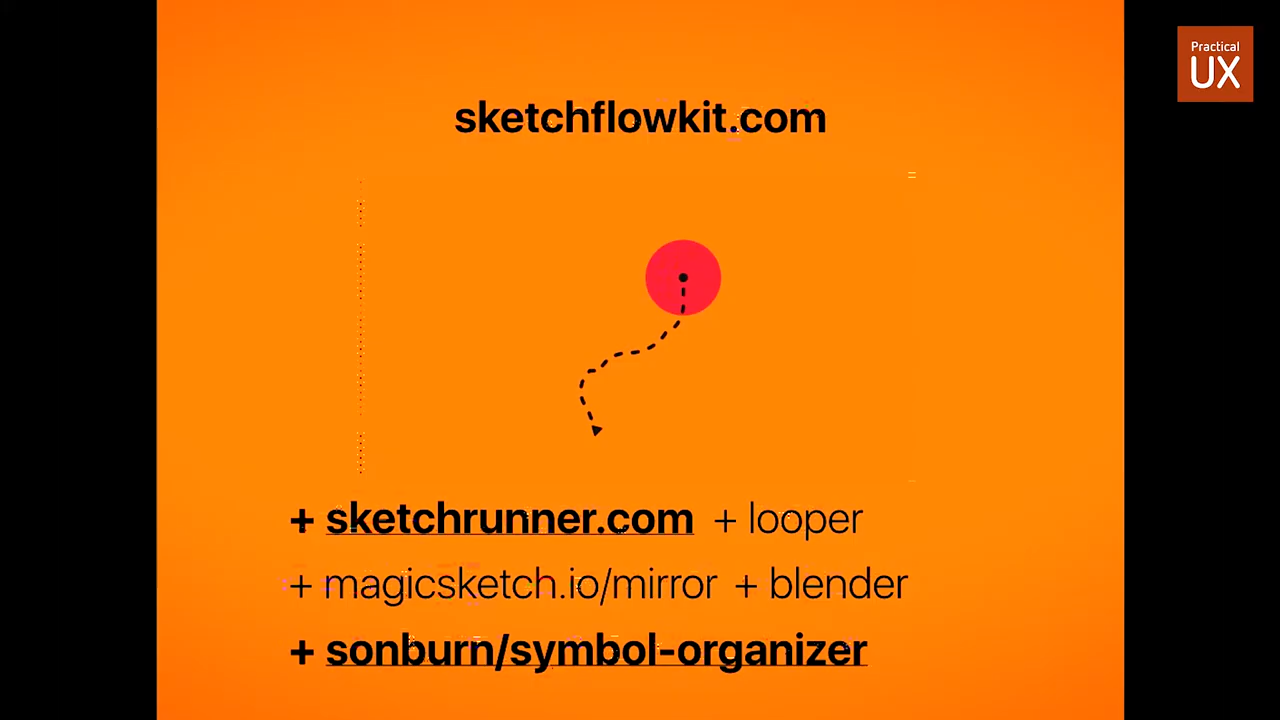 Practical
UX
sketchflowkit.com
+ sketchrunner.com + looper
+ magicsketch.io/mirror + blender
+ sonburn/symbol-organizer